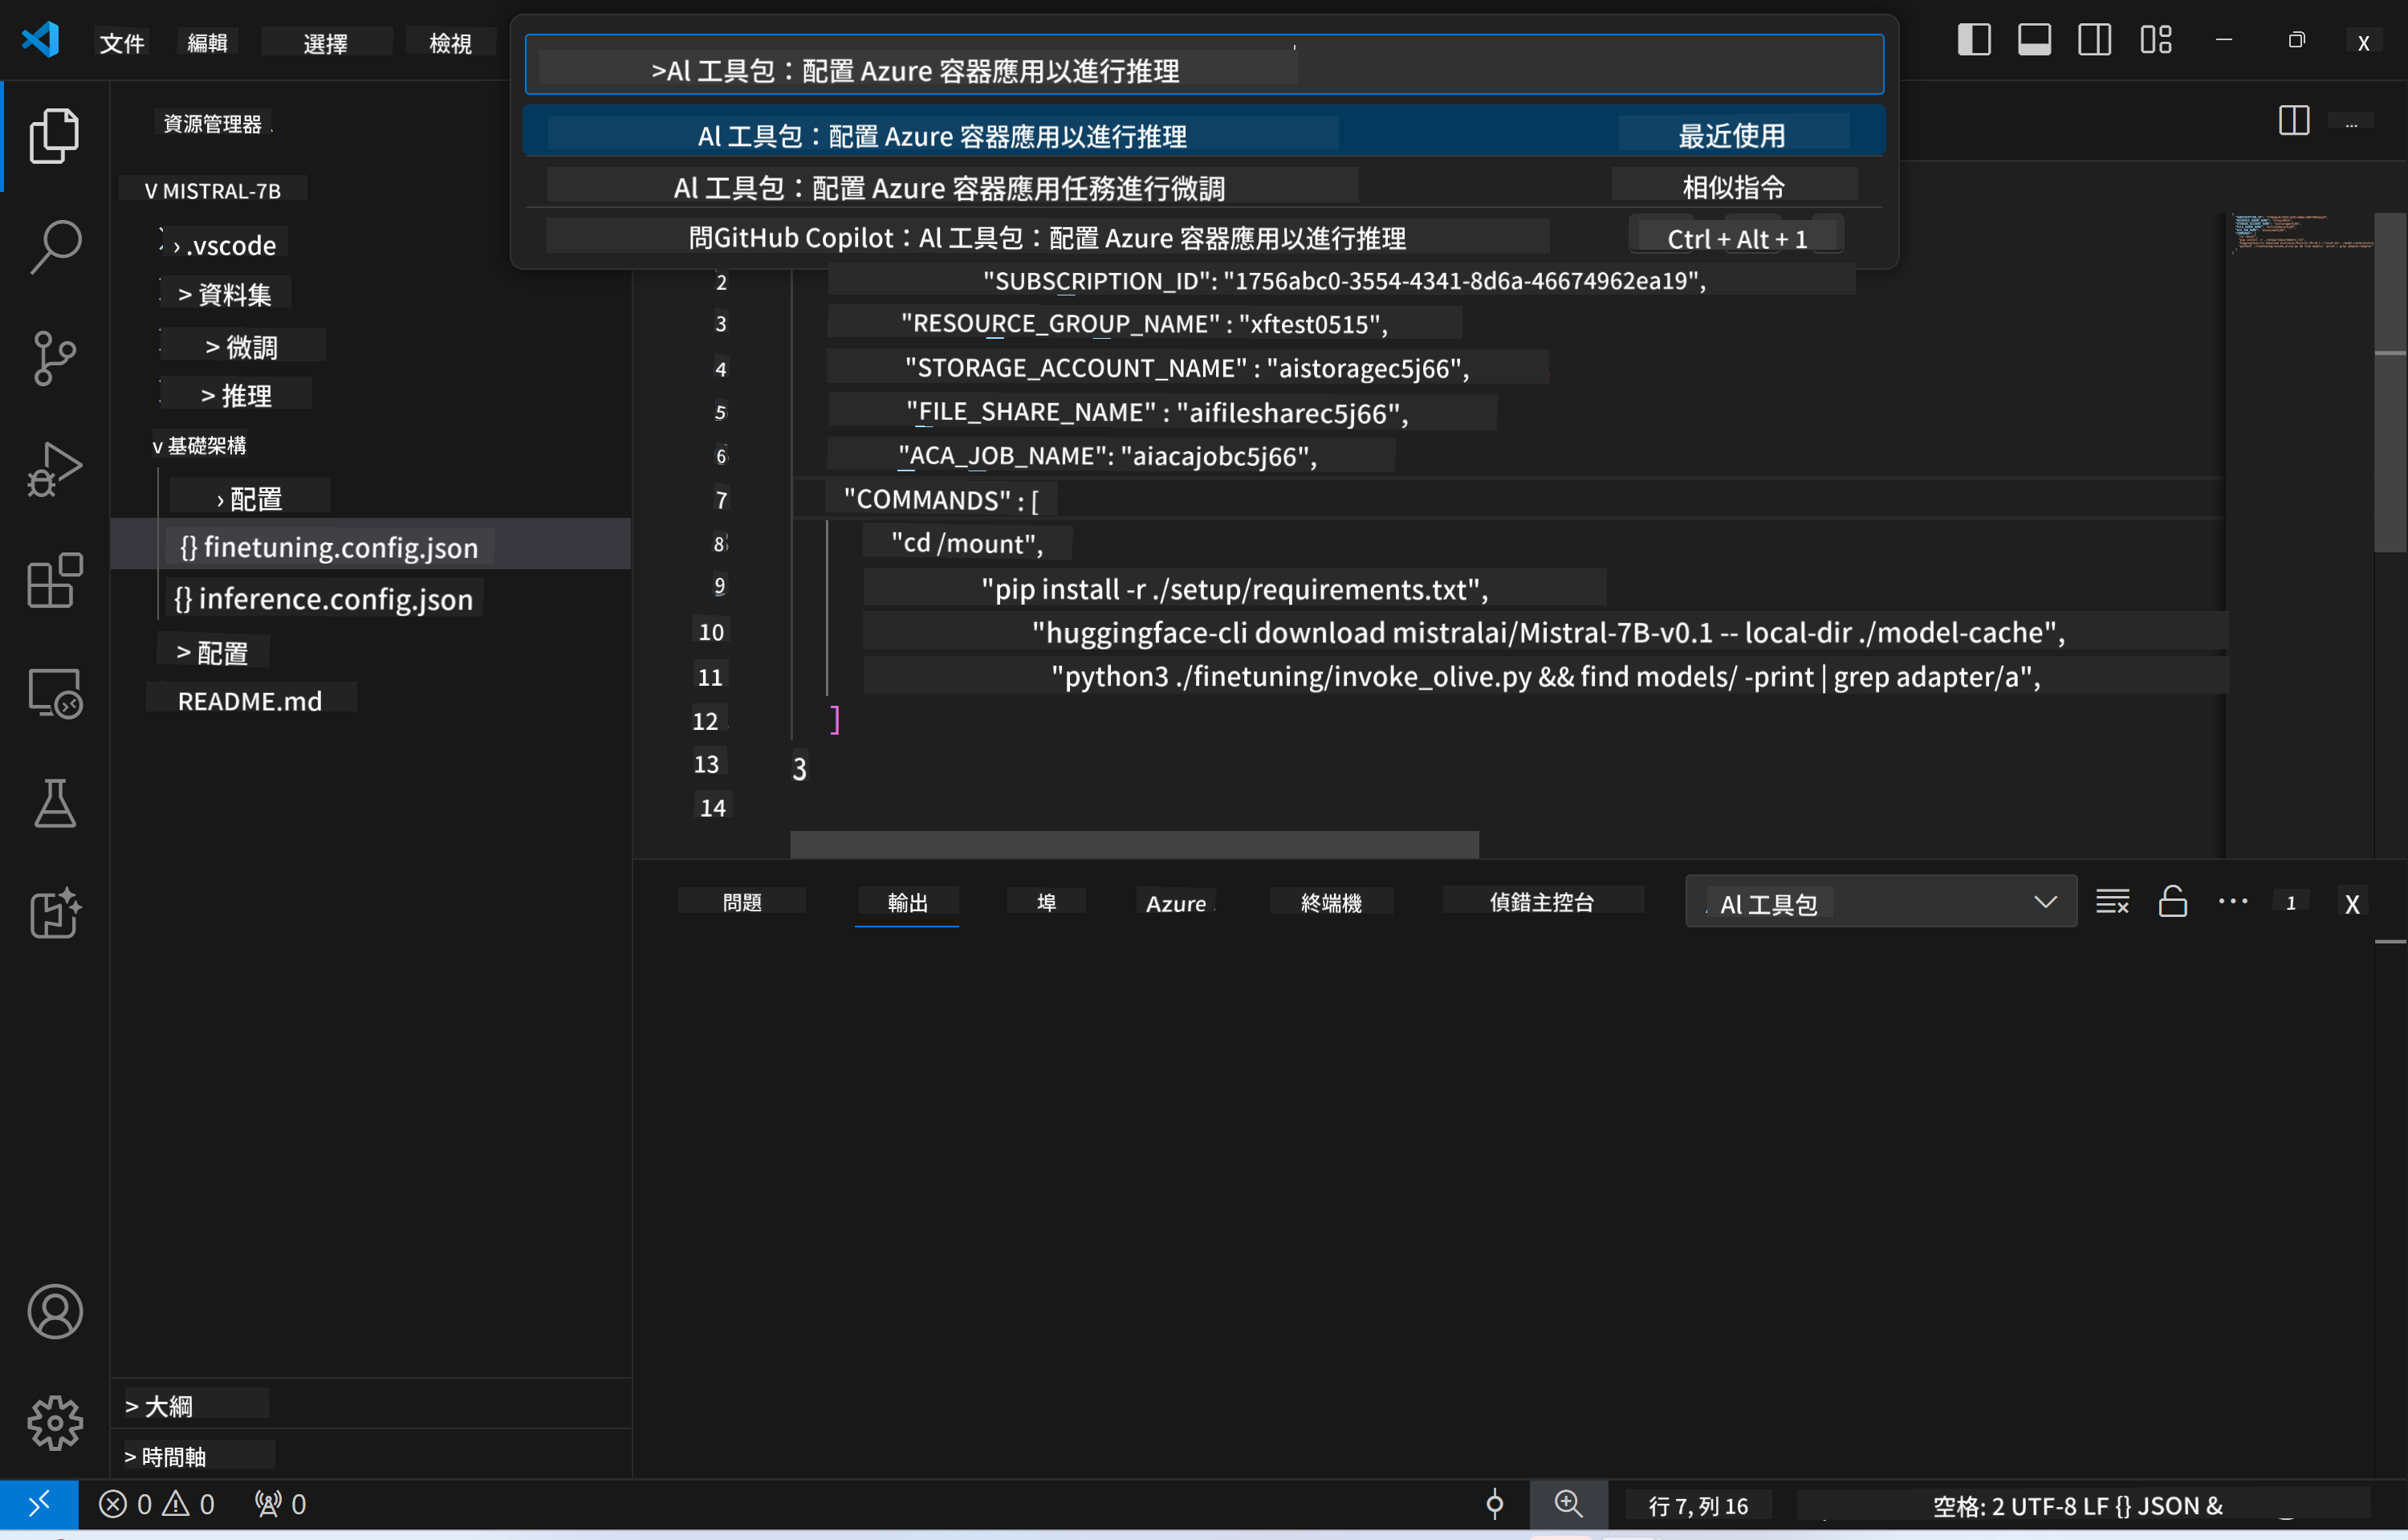 文件 編輯 選擇 檢視
>Al 工具包：配置 Azure 容器應用以進行推理
Al 工具包：配置 Azure 容器應用以進行推理 最近使用
Al 工具包：配置 Azure 容器應用任務進行微調 相似指令
問GitHub Copilot：Al 工具包：配置 Azure 容器應用以進行推理 Ctrl + Alt + 1
X
資源管理器
...
V MISTRAL-7B
› .vscode
> 資料集
> 微調
> 推理
v 基礎架構
› 配置
{} finetuning.config.json
{} inference.config.json
> 配置
README.md
> 大綱
> 時間軸
2 "SUBSCRIPTION_ID": "1756abc0-3554-4341-8d6a-46674962ea19",
3 "RESOURCE_GROUP_NAME" : "xftest0515",
4 "STORAGE_ACCOUNT_NAME" : "aistoragec5j66",
5 "FILE_SHARE_NAME" : "aifilesharec5j66",
6 "ACA_JOB_NAME": "aiacajobc5j66",
7 "COMMANDS" : [
8 "cd /mount",
9 "pip install -r ./setup/requirements.txt",
10 "huggingface-cli download mistralai/Mistral-7B-v0.1 -- local-dir ./model-cache",
11 "python3 ./finetuning/invoke_olive.py && find models/ -print | grep adapter/a",
12 ]
13 3
14
問題 輸出 埠 Azure 終端機 偵錯主控台 Al 工具包 1 X
0 0 0 行 7, 列 16 空格: 2 UTF-8 LF {} JSON &